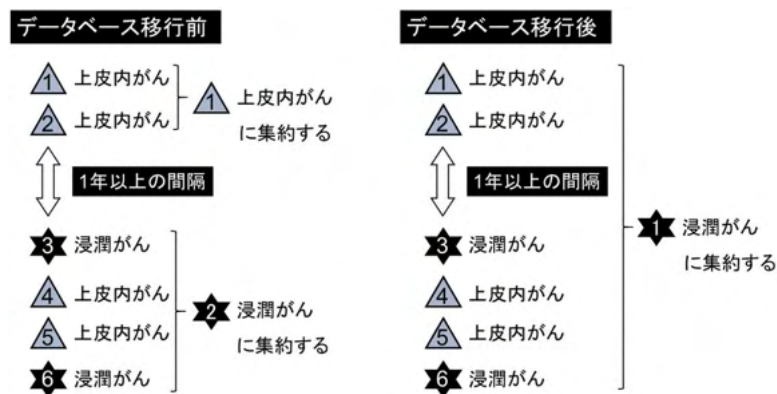 データベース移行前
1 上皮内がん
2 上皮内がん
1 上皮内がん
に集約する
1年以上の間隔
3 浸潤がん
4 上皮内がん
5 上皮内がん
6 浸潤がん
2 浸潤がん
に集約する
データベース移行後
1 上皮内がん
2 上皮内がん
1年以上の間隔
3 浸潤がん
4 上皮内がん
5 上皮内がん
6 浸潤がん
1 浸潤がん
に集約する